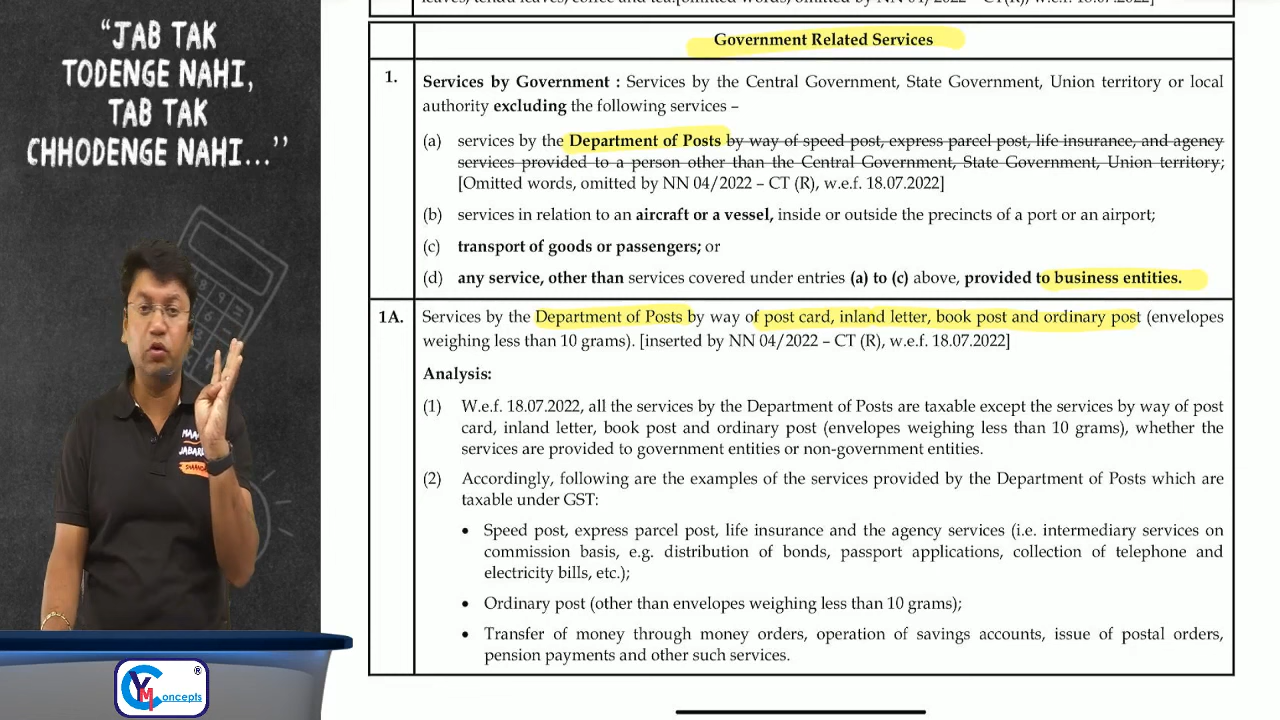 “JAB TAK
TODENGE NAHI,
TAB TAK
CHHODENGE NAHI...’’
Government Related Services
1.
Services by Government : Services by the Central Government, State Government, Union territory or local
authority excluding the following services –
(a) services by the Department of Posts by way of speed post, express parcel post, life insurance, and agency
services provided to a person other than the Central Government, State Government, Union territory;
[Omitted words, omitted by NN 04/2022 – CT (R), w.e.f. 18.07.2022]
(b) services in relation to an aircraft or a vessel, inside or outside the precincts of a port or an airport;
(c) transport of goods or passengers; or
(d) any service, other than services covered under entries (a) to (c) above, provided to business entities.
1A. Services by the Department of Posts by way of post card, inland letter, book post and ordinary post (envelopes
weighing less than 10 grams). [inserted by NN 04/2022 – CT (R), w.e.f. 18.07.2022]
Analysis:
(1) W.e.f. 18.07.2022, all the services by the Department of Posts are taxable except the services by way of post
card, inland letter, book post and ordinary post (envelopes weighing less than 10 grams), whether the
services are provided to government entities or non-government entities.
(2) Accordingly, following are the examples of the services provided by the Department of Posts which are
taxable under GST:
• Speed post, express parcel post, life insurance and the agency services (i.e. intermediary services on
commission basis, e.g. distribution of bonds, passport applications, collection of telephone and
electricity bills, etc.);
• Ordinary post (other than envelopes weighing less than 10 grams);
• Transfer of money through money orders, operation of savings accounts, issue of postal orders,
pension payments and other such services.
YM Concepts ®